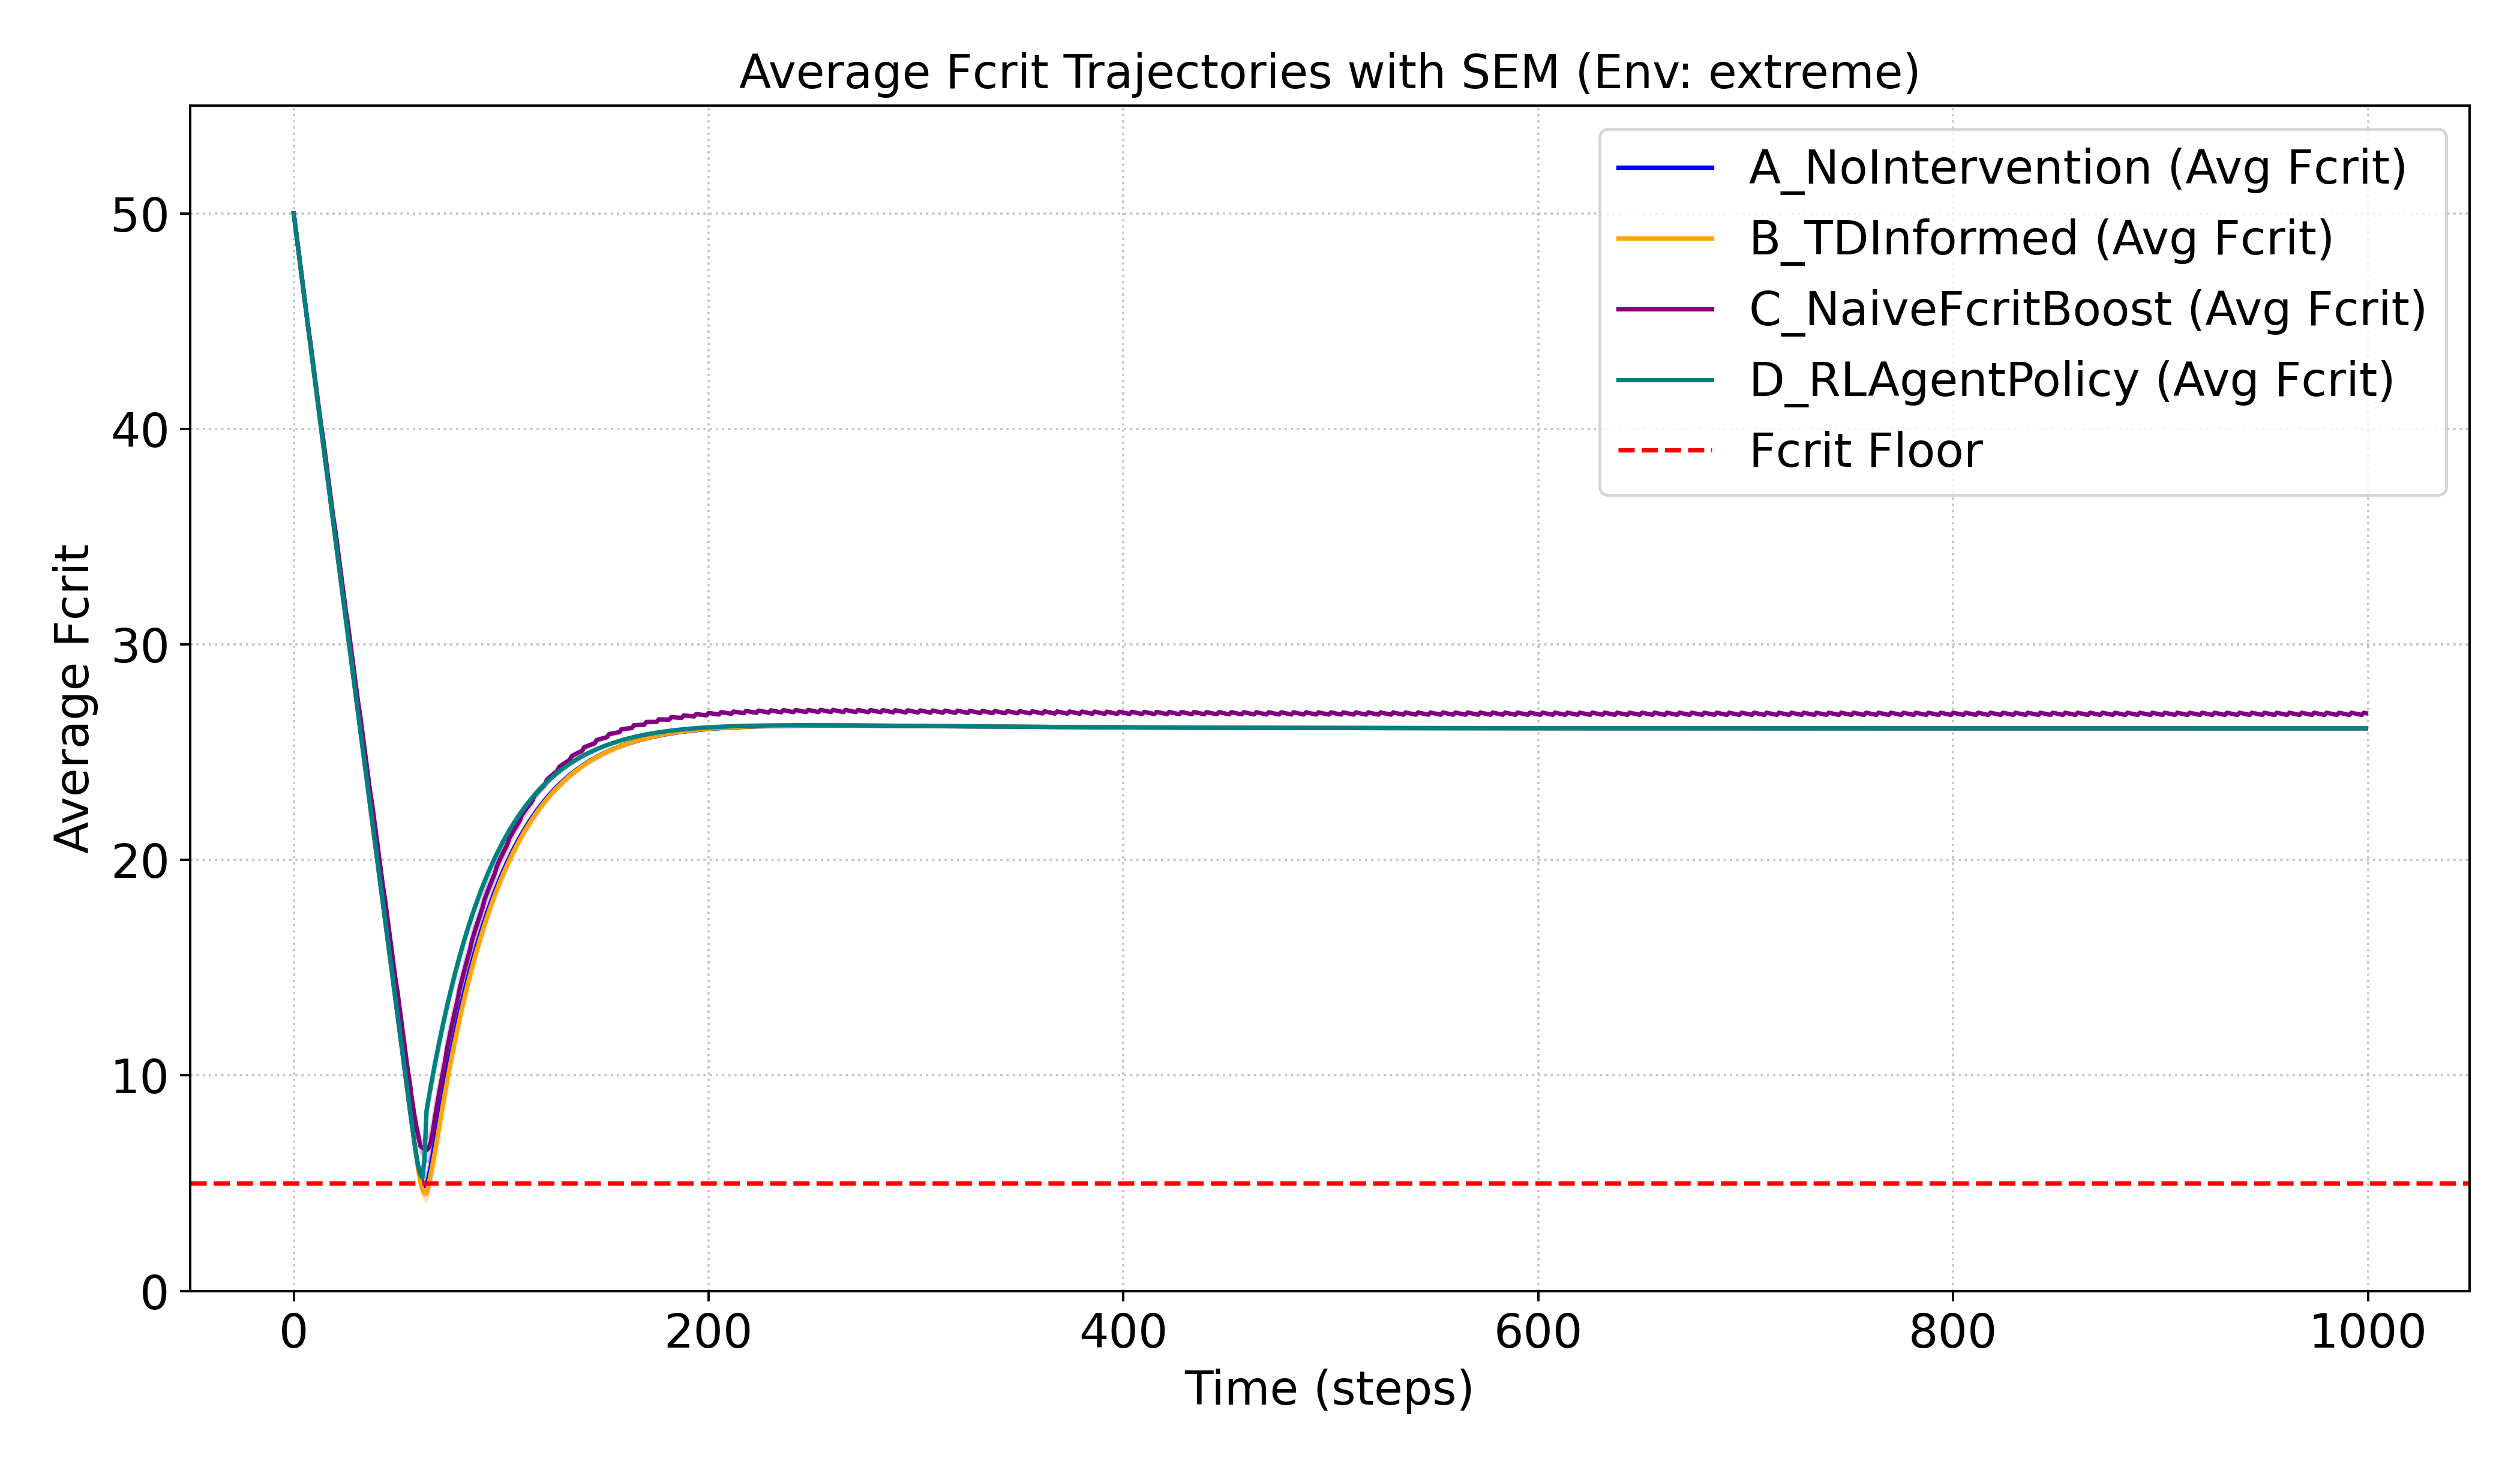 Average Fcrit Trajectories with SEM (Env: extreme)
A_NoIntervention (Avg Fcrit)
B_TDInformed (Avg Fcrit)
C_NaiveFcritBoost (Avg Fcrit)
D_RLAgentPolicy (Avg Fcrit)
Fcrit Floor
Average Fcrit
50
40
30
20
10
0
0 200 400 600 800 1000
Time (steps)